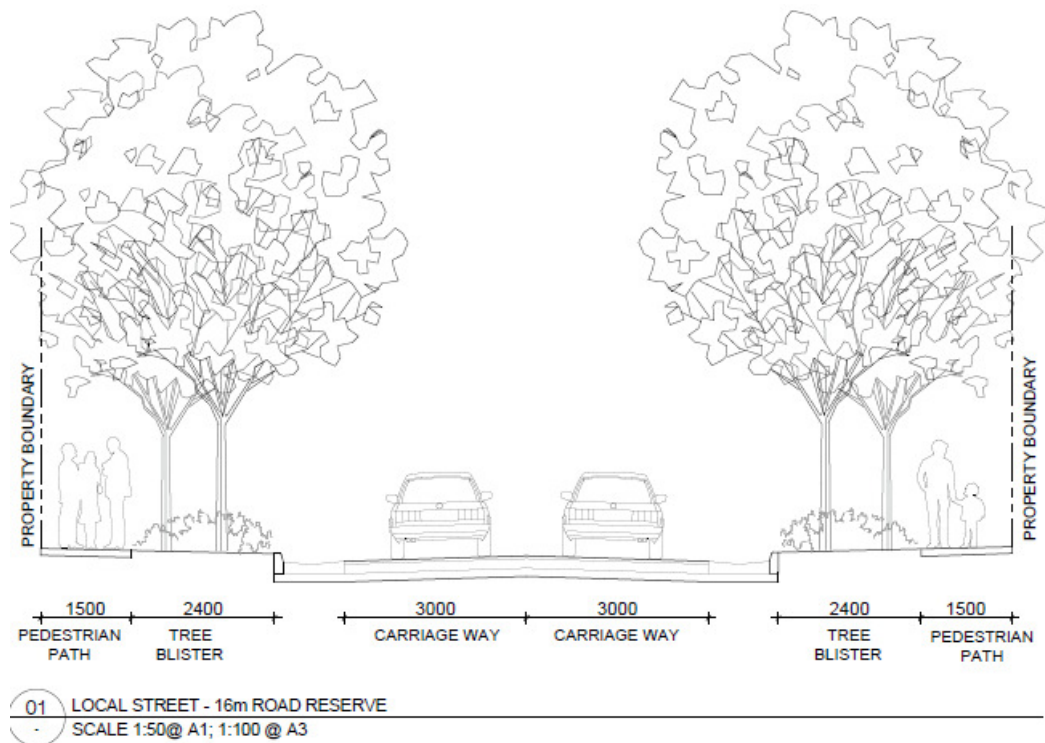 PROPERTY BOUNDARY
PROPERTY BOUNDARY
1500 2400 3000 3000 2400 1500
PEDESTRIAN TREE CARRIAGE WAY CARRIAGE WAY TREE PEDESTRIAN
PATH BLISTER BLISTER PATH
01 LOCAL STREET - 16m ROAD RESERVE
- SCALE 1:50@ A1; 1:100 @ A3